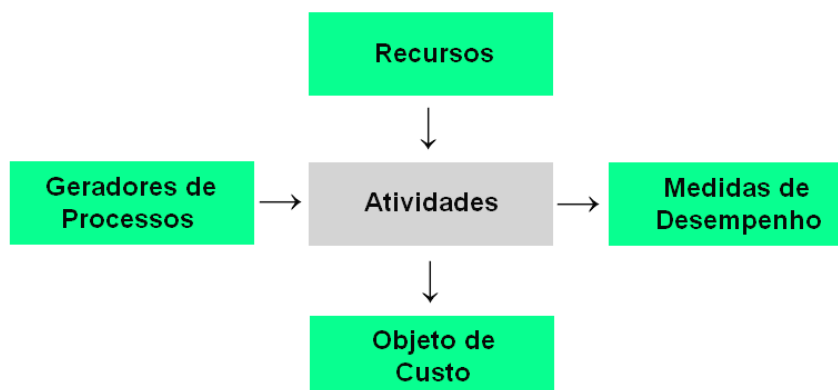 Recursos
Geradores de
Processos
Atividades
Medidas de
Desempenho
Objeto de
Custo